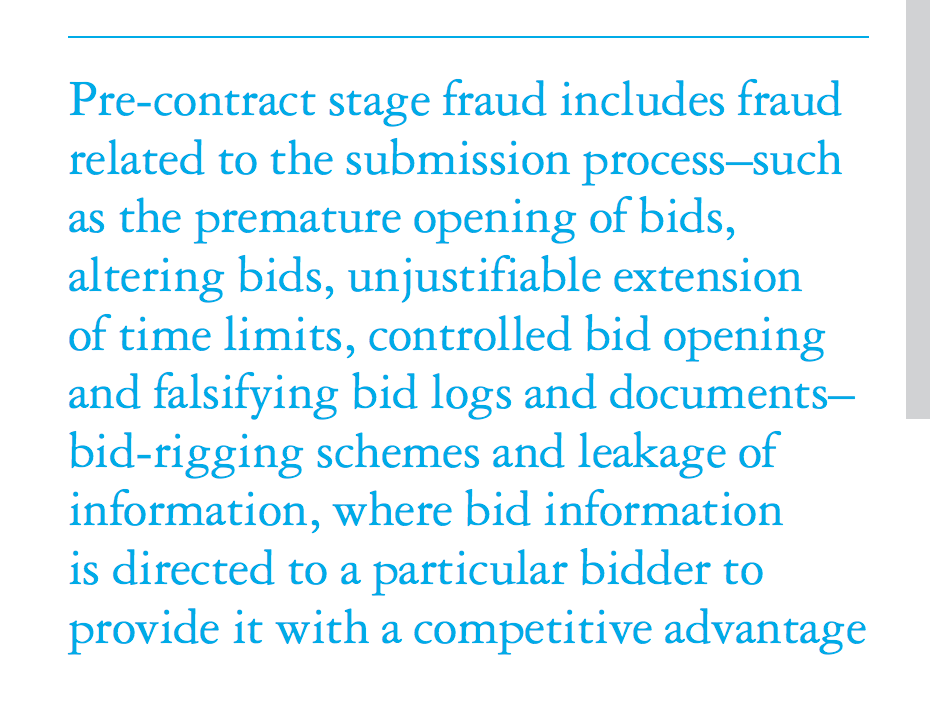 Pre-contract stage fraud includes fraud
related to the submission process–such
as the premature opening of bids,
altering bids, unjustifiable extension
of time limits, controlled bid opening
and falsifying bid logs and documents–
bid-rigging schemes and leakage of
information, where bid information
is directed to a particular bidder to
provide it with a competitive advantage